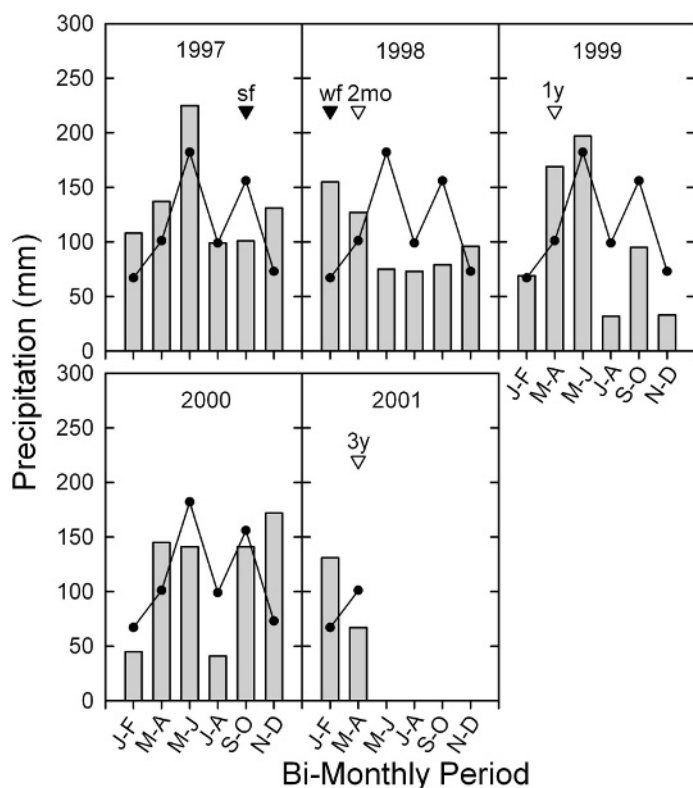 Precipitation (mm)
300
250
200
150
100
50
0
1997
sf
1998
wf 2mo
1999
1y
J-F
M-A
M-J
J-A
S-O
N-D
300
250
200
150
100
50
0
2000
2001
3y
J-F
M-A
M-J
J-A
S-O
N-D
J-F
M-A
M-J
J-A
S-O
N-D
Bi-Monthly Period